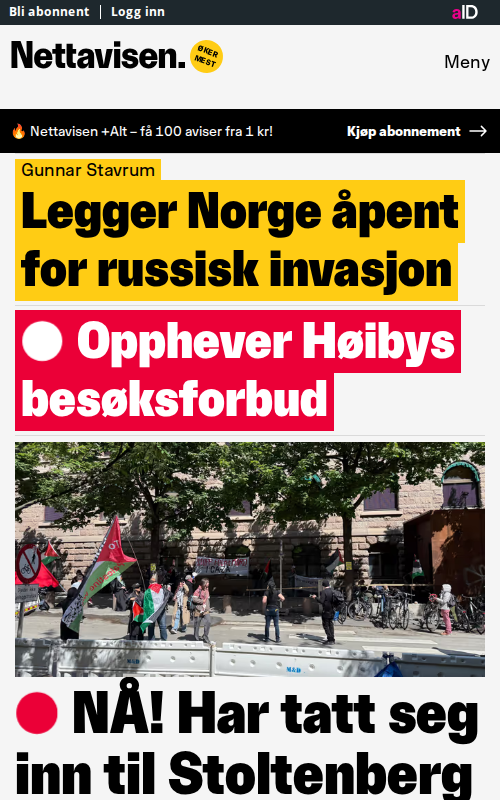 Bli abonnent
Logg inn
aID
Nettavisen.
ØKER
MEST
Meny
🔥 Nettavisen +Alt – få 100 aviser fra 1 kr!
Kjøp abonnement →
Gunnar Stavrum
Legger Norge åpent
for russisk invasjon
Opphever Høibys
besøksforbud
M&D
NÅ! Har tatt seg
inn til Stoltenberg